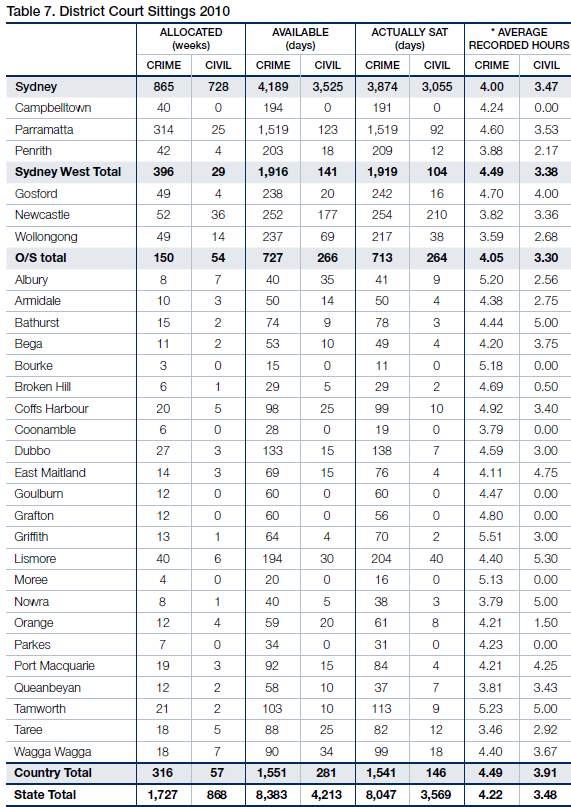 Table 7. District Court Sittings 2010
ALLOCATED (weeks) AVAILABLE (days) ACTUALLY SAT (days) * AVERAGE RECORDED HOURS
CRIME CIVIL CRIME CIVIL CRIME CIVIL CRIME CIVIL
Sydney 865 728 4,189 3,525 3,874 3,055 4.00 3.47
Campbelltown 40 0 194 0 191 0 4.24 0.00
Parramatta 314 25 1,519 123 1,519 92 4.60 3.53
Penrith 42 4 203 18 209 12 3.88 2.17
Sydney West Total 396 29 1,916 141 1,919 104 4.49 3.38
Gosford 49 4 238 20 242 16 4.70 4.00
Newcastle 52 36 252 177 254 210 3.82 3.36
Wollongong 49 14 237 69 217 38 3.59 2.68
O/S total 150 54 727 266 713 264 4.05 3.30
Albury 8 7 40 35 41 9 5.20 2.56
Armidale 10 3 50 14 50 4 4.38 2.75
Bathurst 15 2 74 9 78 3 4.44 5.00
Bega 11 2 53 10 49 4 4.20 3.75
Bourke 3 0 15 0 11 0 5.18 0.00
Broken Hill 6 1 29 5 29 2 4.69 0.50
Coffs Harbour 20 5 98 25 99 10 4.92 3.40
Coonamble 6 0 28 0 19 0 3.79 0.00
Dubbo 27 3 133 15 138 7 4.59 3.00
East Maitland 14 3 69 15 76 4 4.11 4.75
Goulburn 12 0 60 0 60 0 4.47 0.00
Grafton 12 0 60 0 56 0 4.80 0.00
Griffith 13 1 64 4 70 2 5.51 3.00
Lismore 40 6 194 30 204 40 4.40 5.30
Moree 4 0 20 0 16 0 5.13 0.00
Nowra 8 1 40 5 38 3 3.79 5.00
Orange 12 4 59 20 61 8 4.21 1.50
Parkes 7 0 34 0 31 0 4.23 0.00
Port Macquarie 19 3 92 15 84 4 4.21 4.25
Queanbeyan 12 2 58 10 37 7 3.81 3.43
Tamworth 21 2 103 10 113 9 5.23 5.00
Taree 18 5 88 25 82 12 3.46 2.92
Wagga Wagga 18 7 90 34 99 18 4.40 3.67
Country Total 316 57 1,551 281 1,541 146 4.49 3.91
State Total 1,727 868 8,383 4,213 8,047 3,569 4.22 3.48